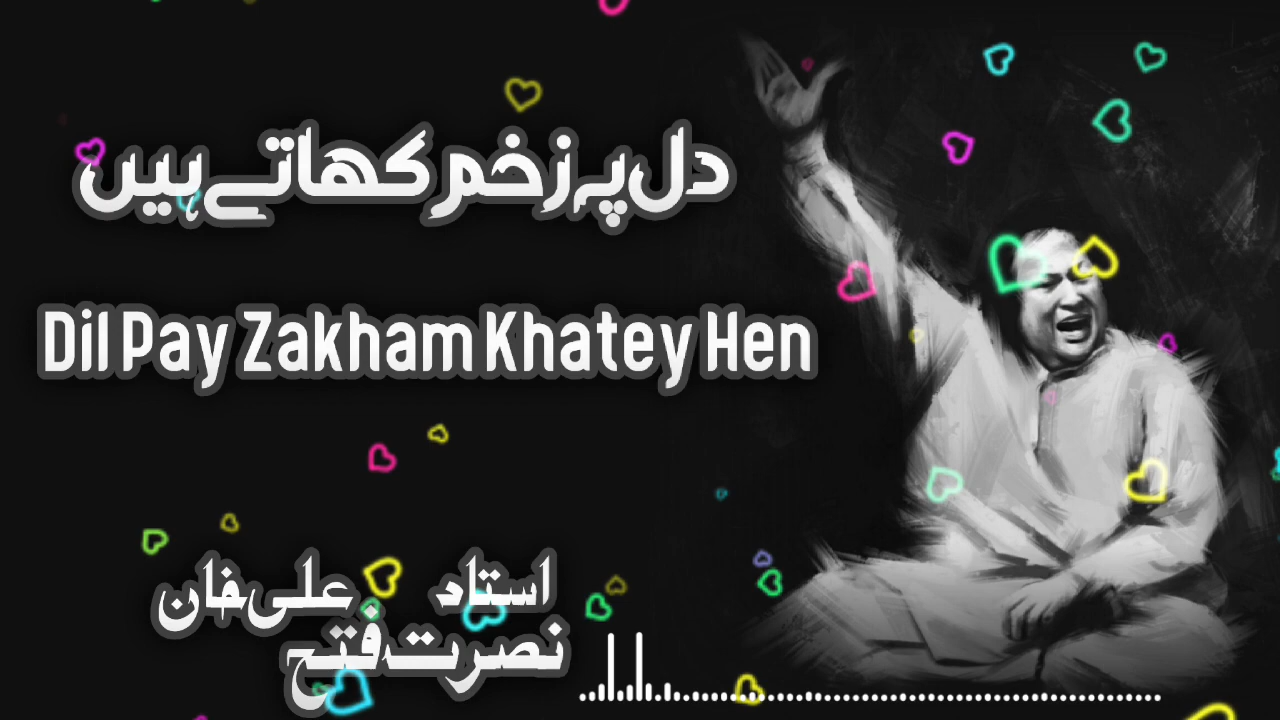 دل پہ زخم کھاتے ہیں
Dil Pay Zakham Khatey Hen
استاد
نصرت فتح
علی خان